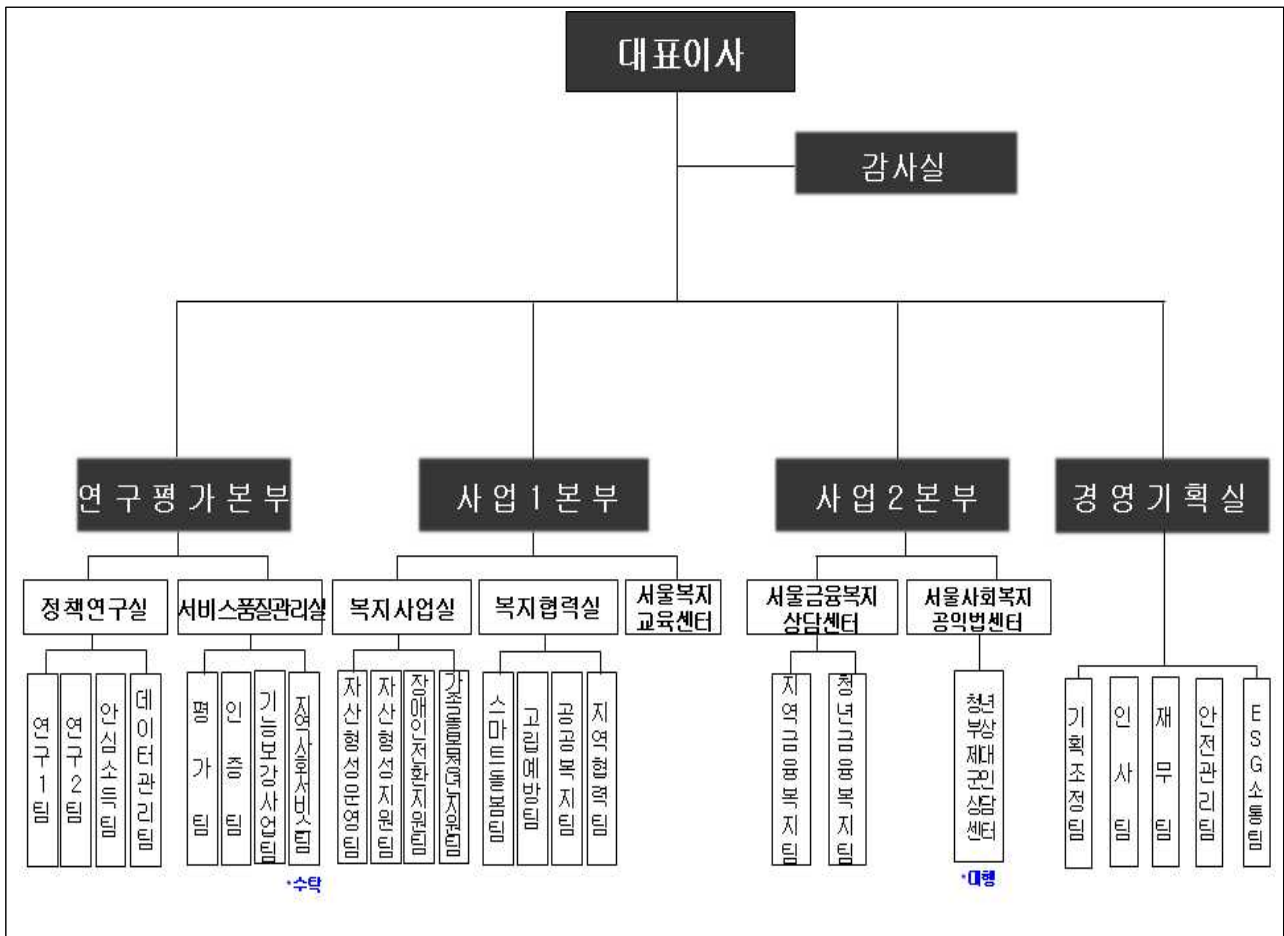 대표이사
감사실
연구평가본부
사업1본부
사업2본부
경영기획실
정책연구실
서비스품질관리실
복지사업실
복지협력실
서울복지
교육센터
서울금융복지
상담센터
서울사회복지
공익법센터
연구1팀
연구2팀
안심소득팀
데이터관리팀
평가팀
인증팀
기능보강사업팀
지역사회서비스팀
자산형성운영팀
자산형성지원팀
장애인전환지원팀
가족돌봄청년지원팀
스마트돌봄팀
고립예방팀
공공복지팀
지역협력팀
지역금융복지팀
청년금융복지팀
청년
부상
제대
군인
상담
센터
기획조정팀
인사팀
재무팀
안전관리팀
ESG소통팀
*수탁
*대행